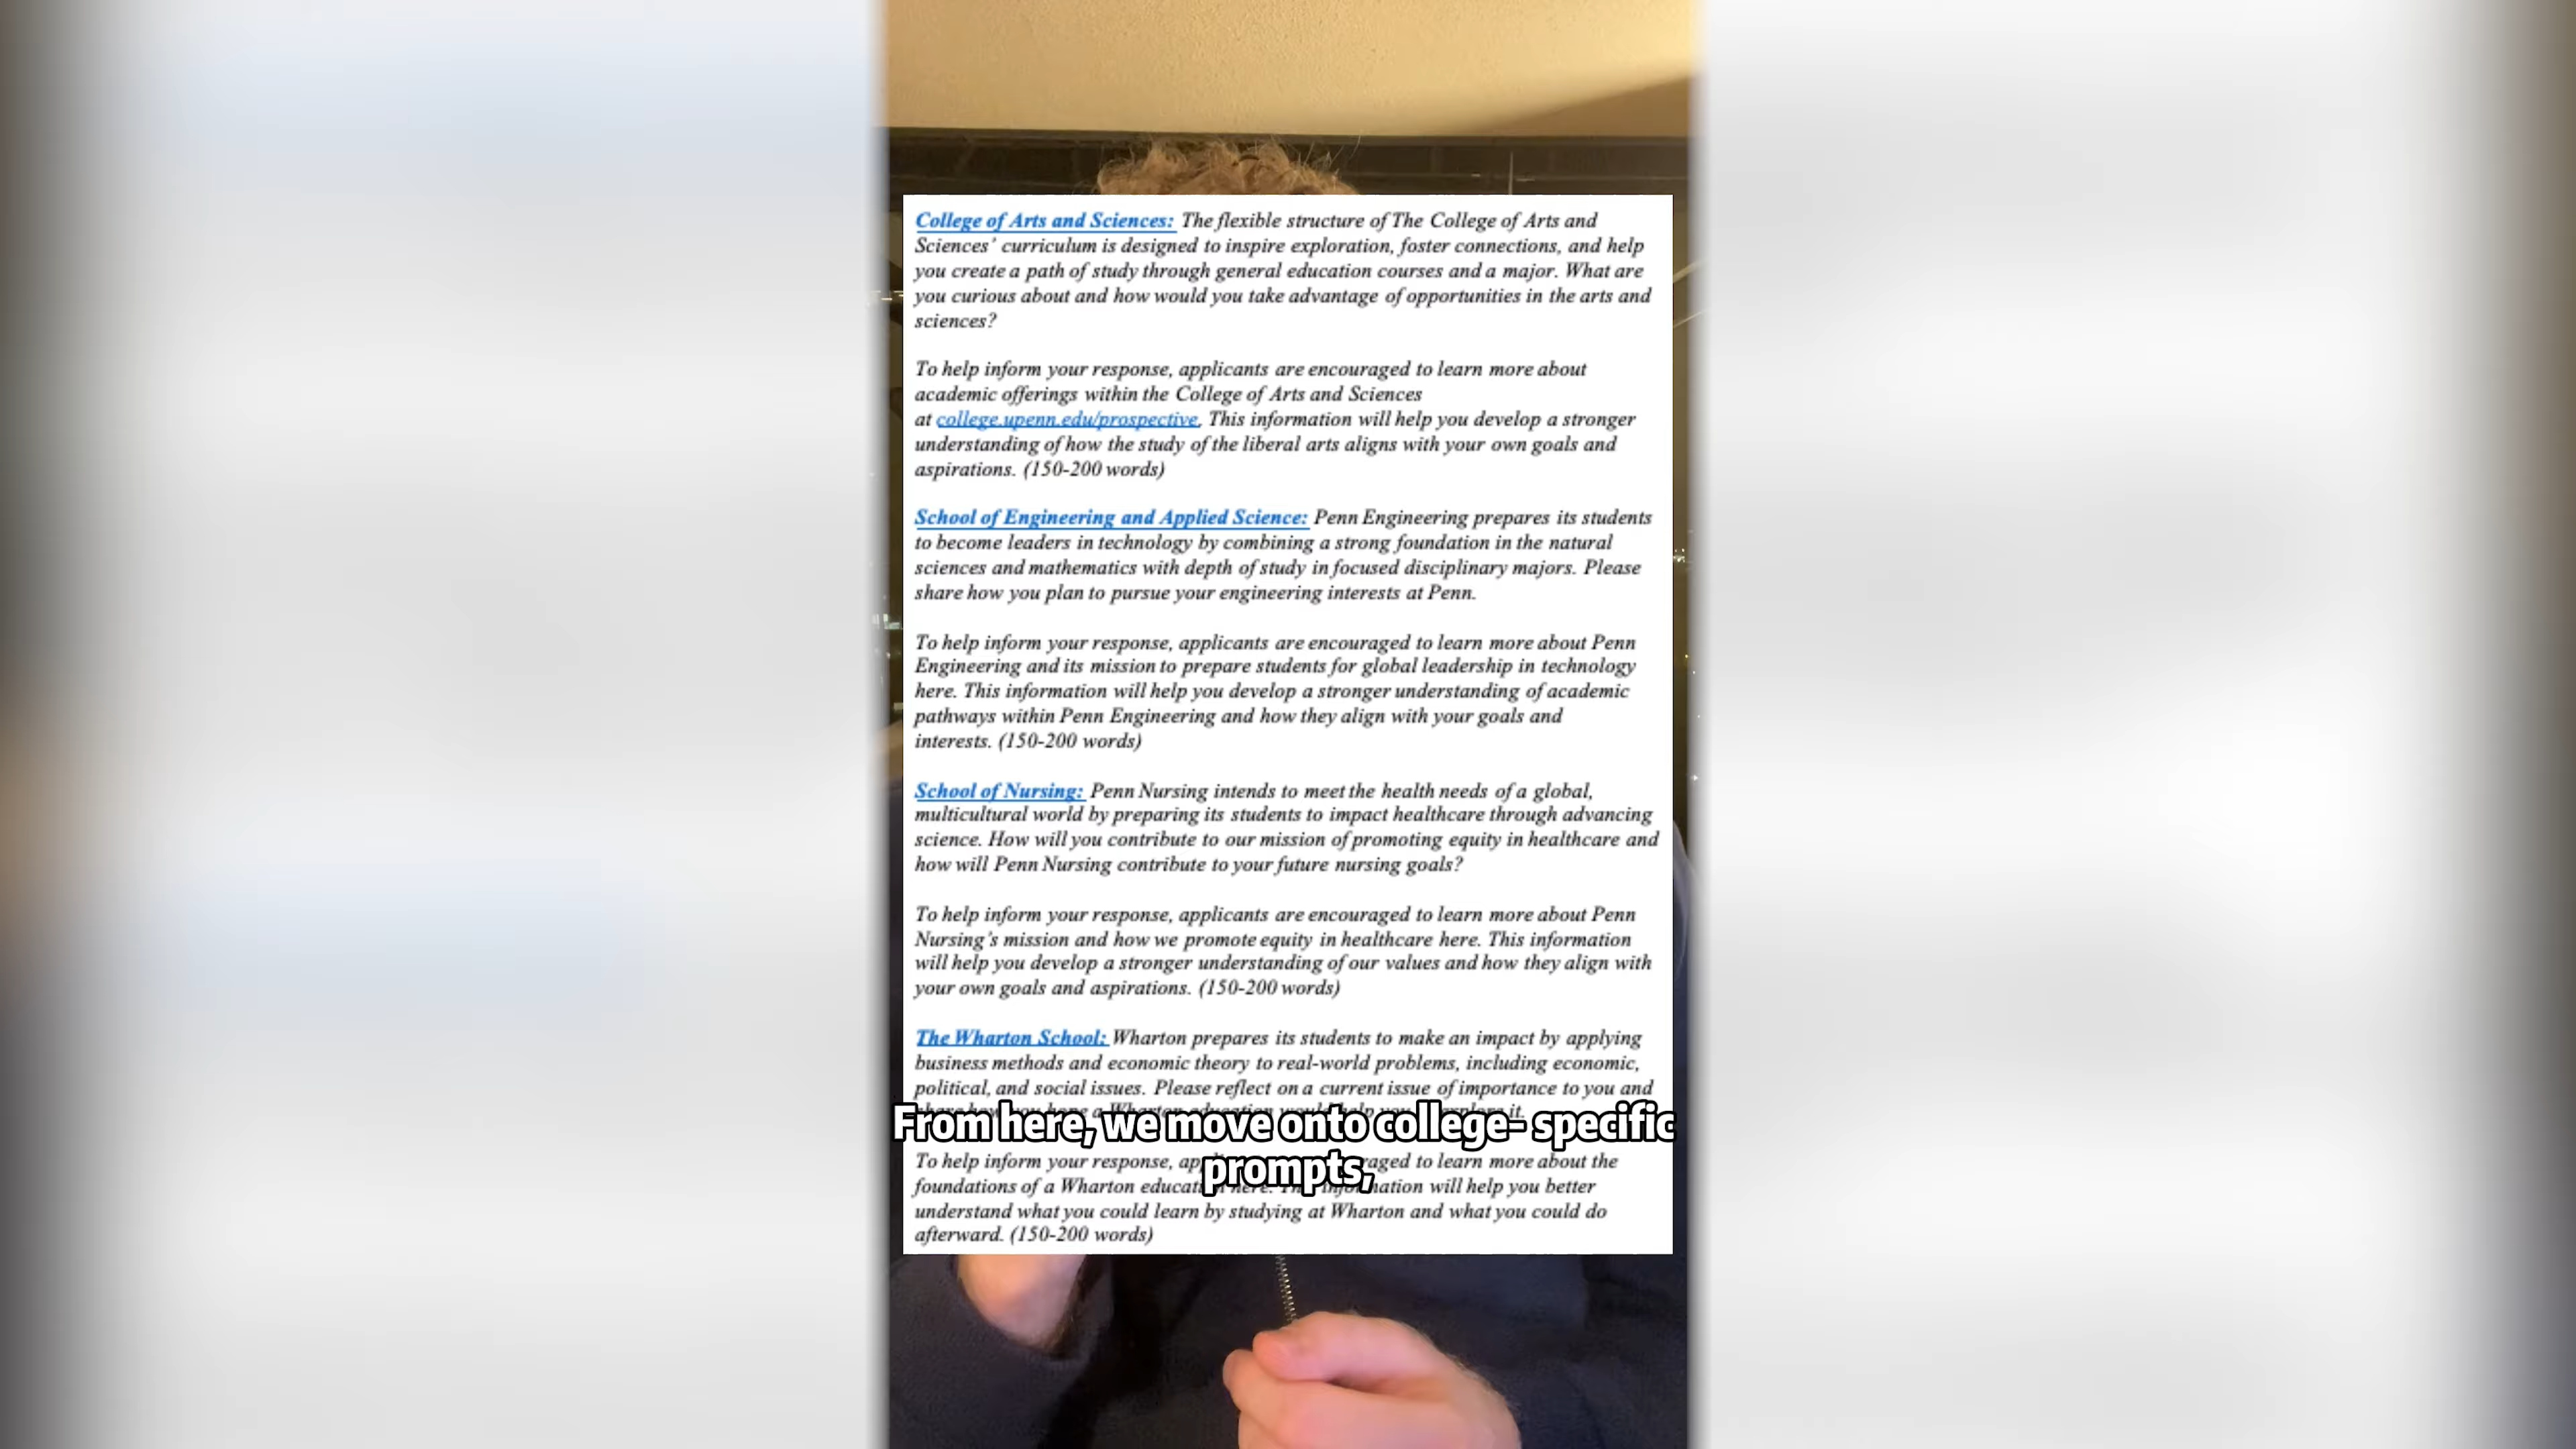 College of Arts and Sciences: The flexible structure of The College of Arts and
Sciences' curriculum is designed to inspire exploration, foster connections, and help
you create a path of study through general education courses and a major. What are
you curious about and how would you take advantage of opportunities in the arts and
sciences?
To help inform your response, applicants are encouraged to learn more about
academic offerings within the College of Arts and Sciences
at college.upenn.edu/prospective. This information will help you develop a stronger
understanding of how the study of the liberal arts aligns with your own goals and
aspirations. (150-200 words)
School of Engineering and Applied Science: Penn Engineering prepares its students
to become leaders in technology by combining a strong foundation in the natural
sciences and mathematics with depth of study in focused disciplinary majors. Please
share how you plan to pursue your engineering interests at Penn.
To help inform your response, applicants are encouraged to learn more about Penn
Engineering and its mission to prepare students for global leadership in technology
here. This information will help you develop a stronger understanding of academic
pathways within Penn Engineering and how they align with your goals and
interests. (150-200 words)
School of Nursing: Penn Nursing intends to meet the health needs of a global,
multicultural world by preparing its students to impact healthcare through advancing
science. How will you contribute to our mission of promoting equity in healthcare and
how will Penn Nursing contribute to your future nursing goals?
To help inform your response, applicants are encouraged to learn more about Penn
Nursing's mission and how we promote equity in healthcare here. This information
will help you develop a stronger understanding of our values and how they align with
your own goals and aspirations. (150-200 words)
The Wharton School: Wharton prepares its students to make an impact by applying
business methods and economic theory to real-world problems, including economic,
political, and social issues. Please reflect on a current issue of importance to you and
From here, we move onto college- specific
prompts,
To help inform your response, to learn more about the
foundations of a Wharton will help you better
understand what you could learn by studying at Wharton and what you could do
afterward. (150-200 words)